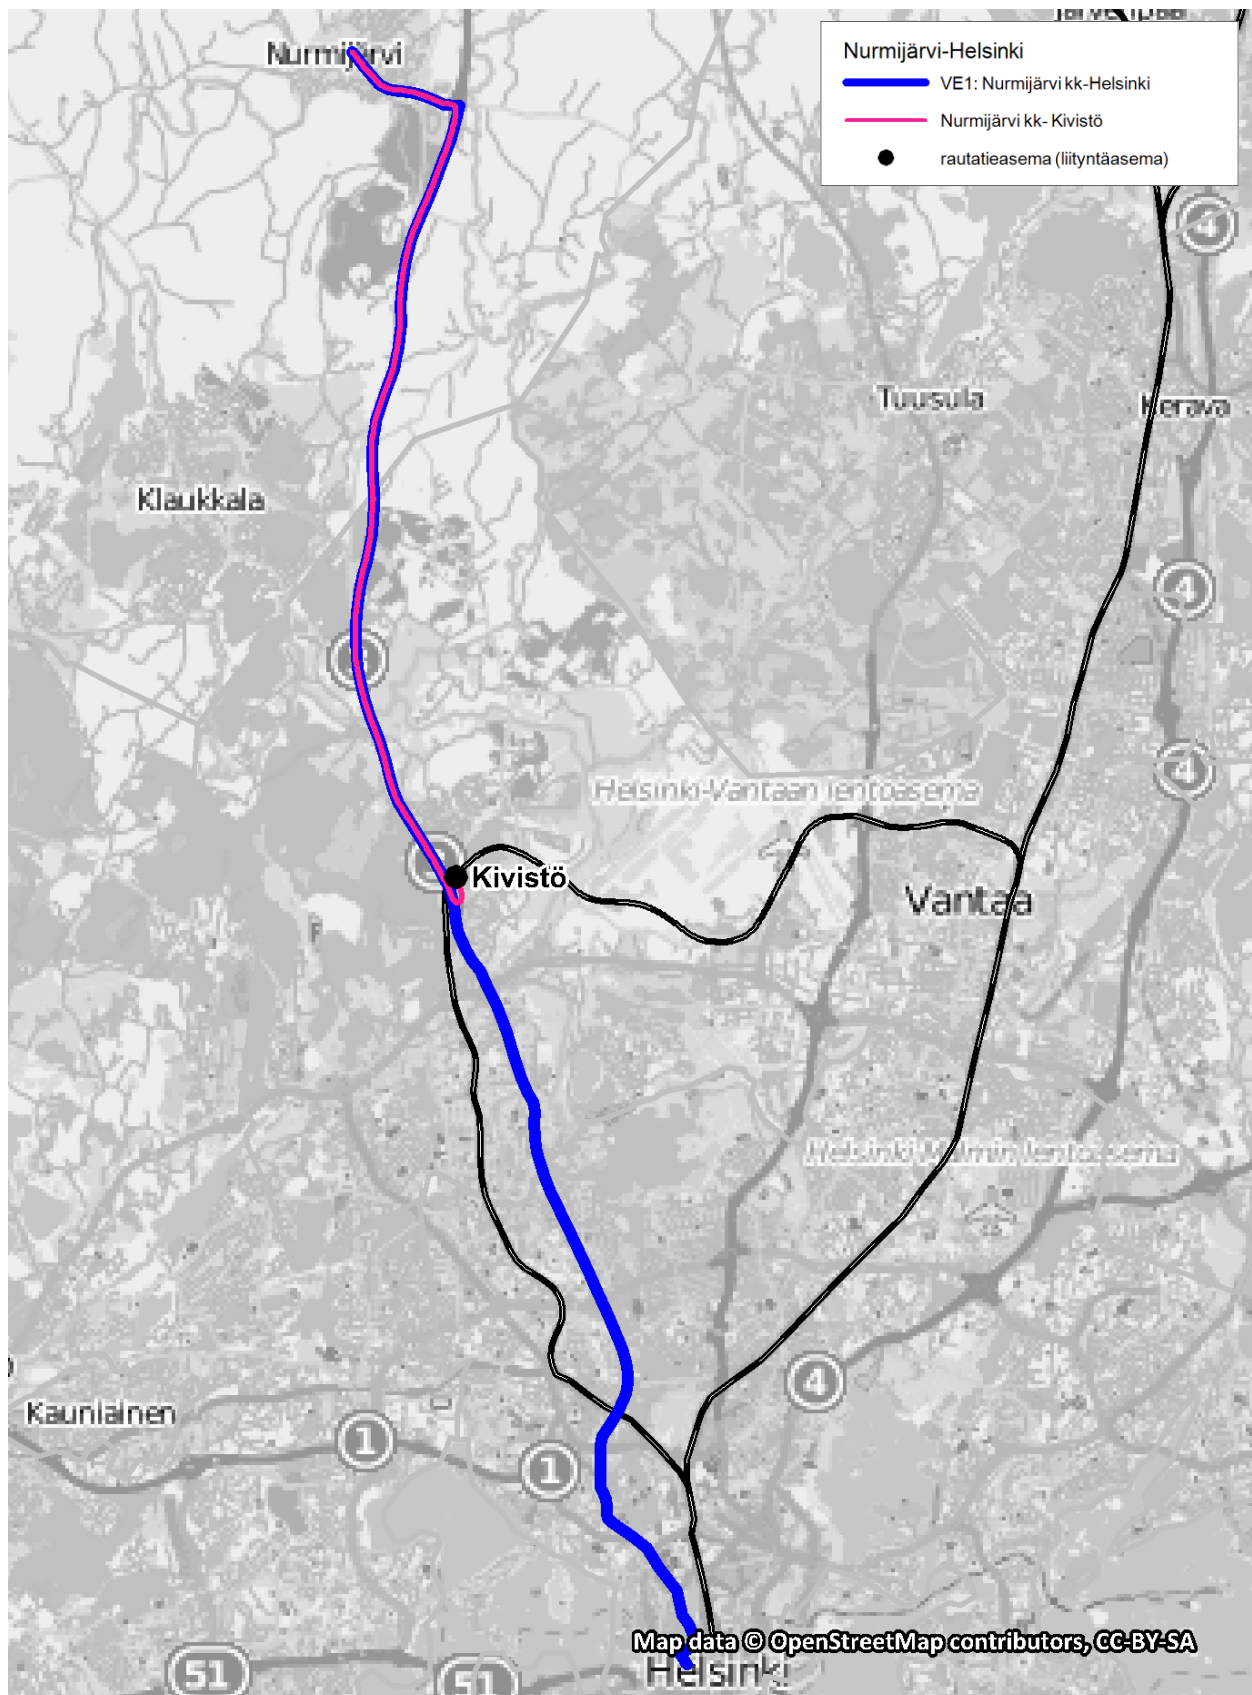 Järvenpää
Nurmijärvi
Nurmijärvi-Helsinki
VE1: Nurmijärvi kk-Helsinki
Nurmijärvi kk- Kivistö
rautatieasema (liityntäasema)
4
Tuusula
Kerava
Klaukkala
4
Helsinki-Vantaan lentoasema
4
Kivistö
Vantaa
Helsinki-Malmin lentoasema
4
Kauniainen
1
1
Map data © OpenStreetMap contributors, CC-BY-SA
Helsinki
51
51